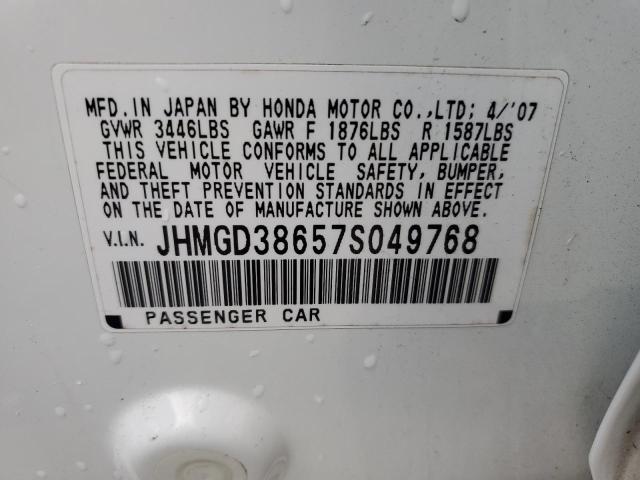 MFD. IN JAPAN BY HONDA MOTOR CO.,LTD; 4/'07
GVWR 3446LBS GAWR F 1876LBS R 1587LBS
THIS VEHICLE CONFORMS TO ALL APPLICABLE
FEDERAL MOTOR VEHICLE SAFETY, BUMPER,
AND THEFT PREVENTION STANDARDS IN EFFECT
ON THE DATE OF MANUFACTURE SHOWN ABOVE.
V.I.N. JHMGD38657S049768
PASSENGER CAR